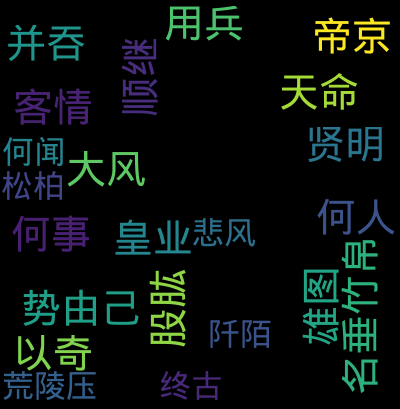 用兵
帝京
并吞
顺继
天命
客情
贤明
何闻
大风
松柏
何人
何事
皇业
悲风
名垂竹帛
雄图
股肱
势由己
阡陌
以奇
荒陵压
终古